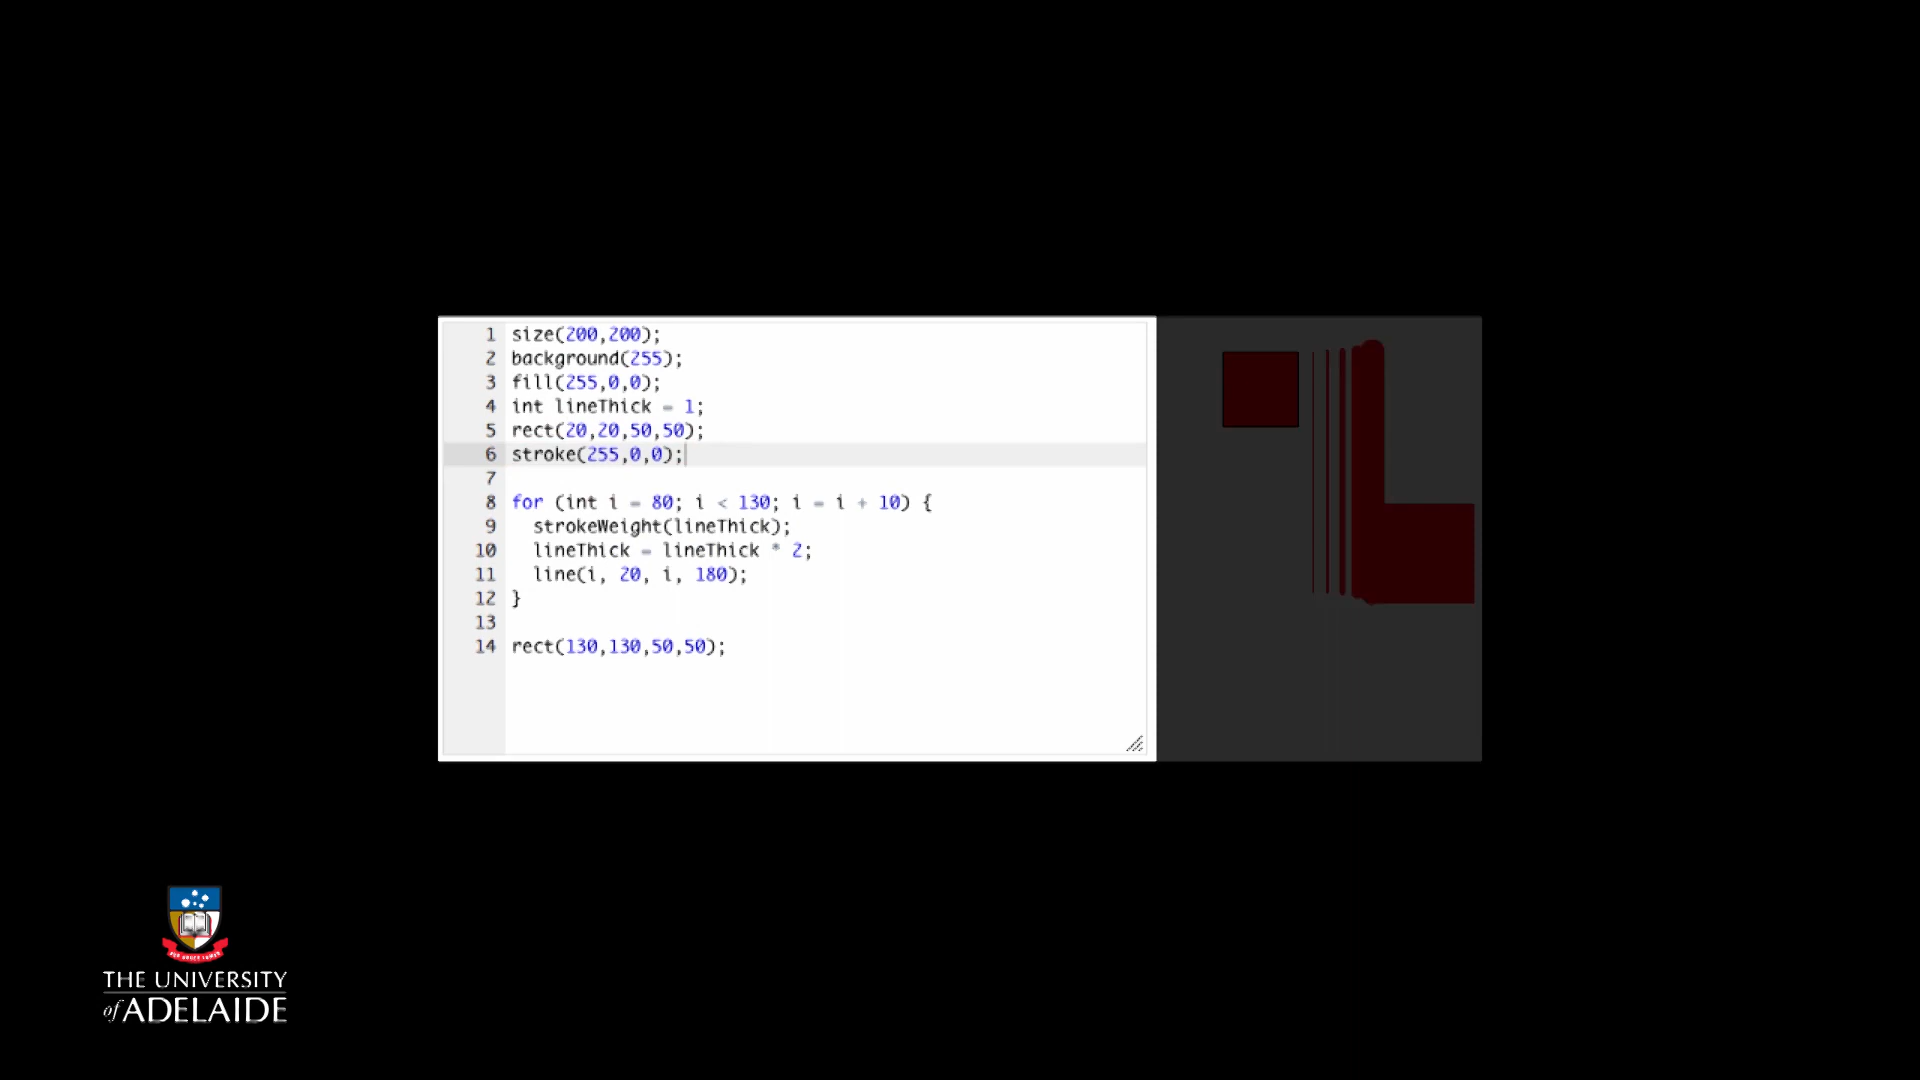 1 size(200,200);
2 background(255);
3 fill(255,0,0);
4 int lineThick = 1;
5 rect(20,20,50,50);
6 stroke(255,0,0);
7
8 for (int i = 80; i < 130; i = i + 10) {
9 strokeWeight(lineThick);
10 lineThick = lineThick * 2;
11 line(i, 20, i, 180);
12 }
13
14 rect(130,130,50,50);
THE UNIVERSITY
of ADELAIDE